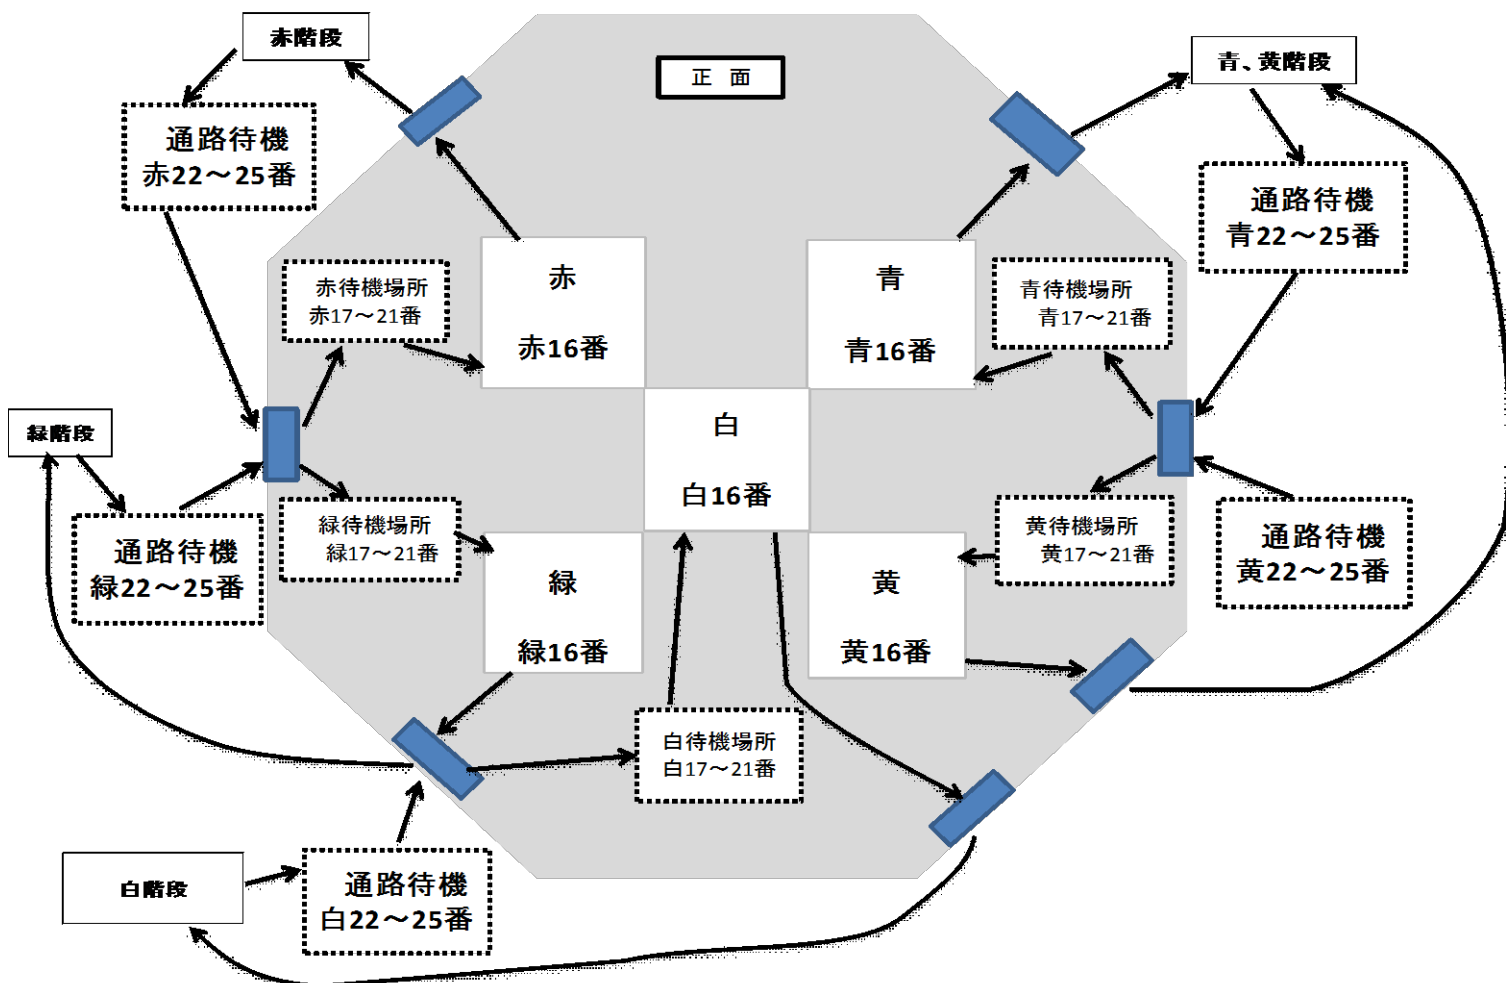 赤階段
正 面
青、黄階段
通路待機
赤22～25番
通路待機
青22～25番
赤待機場所
赤17～21番
赤
赤16番
青
青16番
青待機場所
青17～21番
緑階段
白
白16番
通路待機
緑22～25番
緑待機場所
緑17～21番
緑
緑16番
黄
黄16番
黄待機場所
黄17～21番
通路待機
黄22～25番
白待機場所
白17～21番
白階段
通路待機
白22～25番